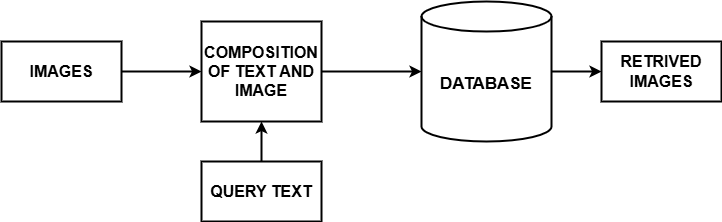 IMAGES
COMPOSITION
OF TEXT AND
IMAGE
DATABASE
RETRIVED
IMAGES
QUERY TEXT